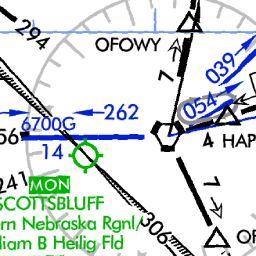 294
OFOWY
7
039
054
6700G
262
56
14
4 HAP
241
MON
SCOTTSBLUFF
rn Nebraska Rgnl/
liam B Heilig Fld
306
7
OF